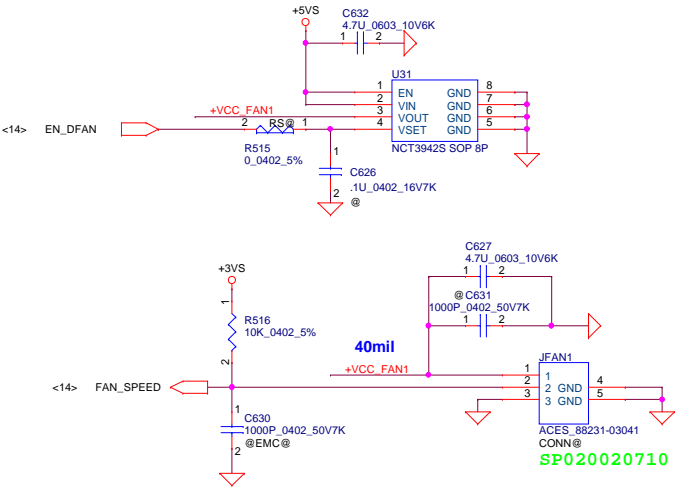 +5VS
C632
4.7U_0603_10V6K
1 2
U31
1 EN GND 8
2 VIN GND 7
+VCC_FAN1 3 VOUT GND 6
<14> EN_DFAN 2 RS@ 1 4 VSET GND 5
R515
0_0402_5%
NCT3942S SOP 8P
1
C626
.1U_0402_16V7K
2
@
C627
4.7U_0603_10V6K
1 2
+3VS
@C631
1000P_0402_50V7K
1 2
1
R516
10K_0402_5%
2
40mil
+VCC_FAN1
JFAN1
1 1
<14> FAN_SPEED 2 2 GND 4
3 3 GND 5
1
C630
1000P_0402_50V7K
@EMC@
2
ACES_88231-03041
CONN@
SP020020710